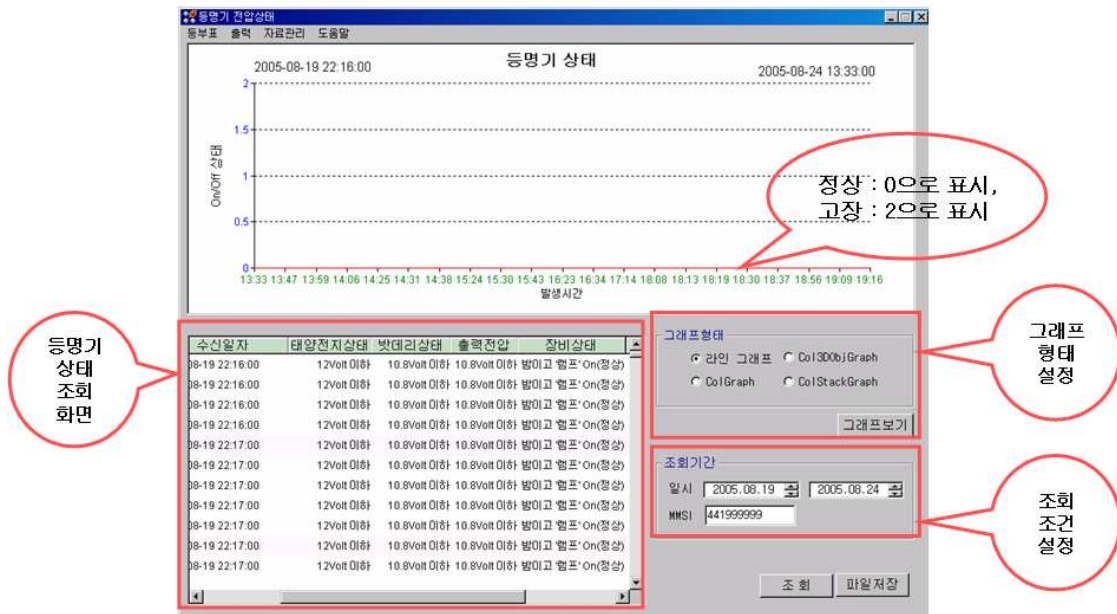 등명기 전압상태
등부표 출력 자료관리 도움말
등명기 상태
2005-08-19 22:16:00
2005-08-24 13:33:00
On/Off 상태
2
1.5
1
0.5
0
13:33 13:47 13:59 14:06 14:25 14:31 14:38 15:24 15:30 15:43 16:23 16:34 17:14 18:08 18:13 18:19 18:30 18:37 18:56 19:09 19:16
발생시간
정상 : 0으로 표시,
고장 : 2으로 표시
등명기
상태
조회
화면
수신일자 태양전지상태 밧데리상태 출력전압 장비상태
08-19 22:16:00 12Volt 이하 10.8Volt 이하 10.8Volt 이하 밤이고 '램프' On(정상)
08-19 22:16:00 12Volt 이하 10.8Volt 이하 10.8Volt 이하 밤이고 '램프' On(정상)
08-19 22:16:00 12Volt 이하 10.8Volt 이하 10.8Volt 이하 밤이고 '램프' On(정상)
08-19 22:16:00 12Volt 이하 10.8Volt 이하 10.8Volt 이하 밤이고 '램프' On(정상)
08-19 22:17:00 12Volt 이하 10.8Volt 이하 10.8Volt 이하 밤이고 '램프' On(정상)
08-19 22:17:00 12Volt 이하 10.8Volt 이하 10.8Volt 이하 밤이고 '램프' On(정상)
08-19 22:17:00 12Volt 이하 10.8Volt 이하 10.8Volt 이하 밤이고 '램프' On(정상)
08-19 22:17:00 12Volt 이하 10.8Volt 이하 10.8Volt 이하 밤이고 '램프' On(정상)
08-19 22:17:00 12Volt 이하 10.8Volt 이하 10.8Volt 이하 밤이고 '램프' On(정상)
08-19 22:17:00 12Volt 이하 10.8Volt 이하 10.8Volt 이하 밤이고 '램프' On(정상)
08-19 22:17:00 12Volt 이하 10.8Volt 이하 10.8Volt 이하 밤이고 '램프' On(정상)
그래프형태
라인 그래프 Col3DObjGraph
ColGraph ColStackGraph
그래프보기
그래프
형태
설정
조회기간
일시 2005.08.19 2005.08.24
MMSI 441999999
조회
조건
설정
조 회 파일저장